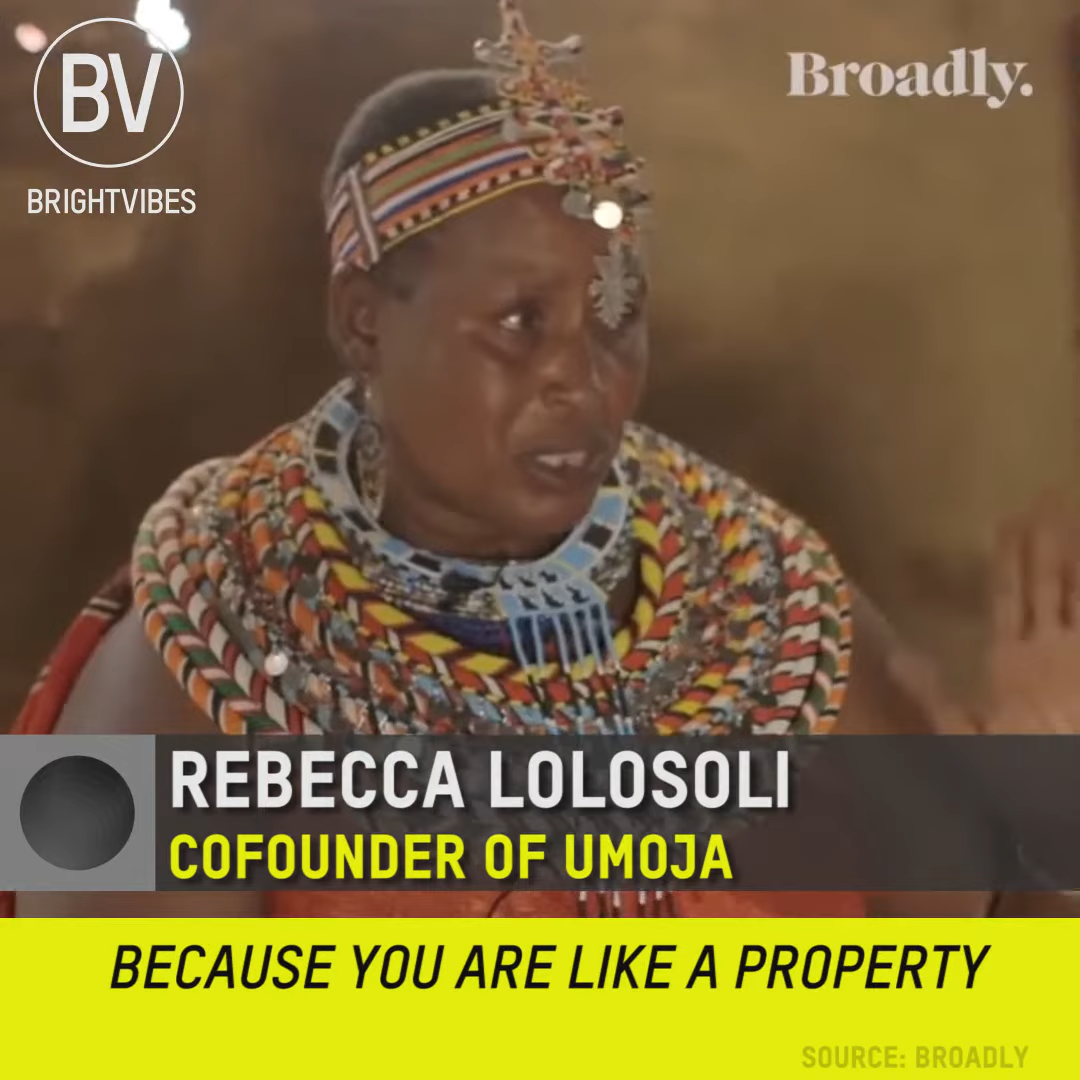 BV
BRIGHTVIBES
Broadly.
REBECCA LOLOSOLI
COFOUNDER OF UMOJA
BECAUSE YOU ARE LIKE A PROPERTY
SOURCE: BROADLY